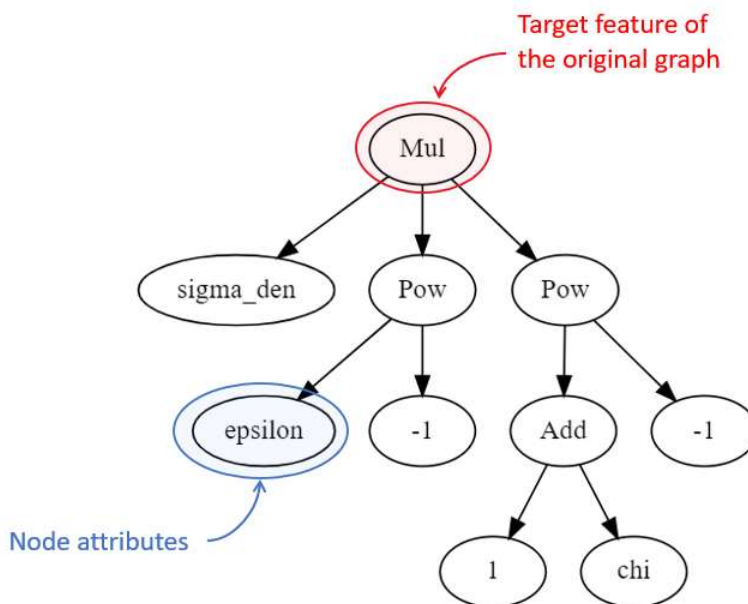 Target feature of
the original graph
Mul
sigma_den
Pow
Pow
epsilon
-1
Add
-1
Node attributes
1
chi